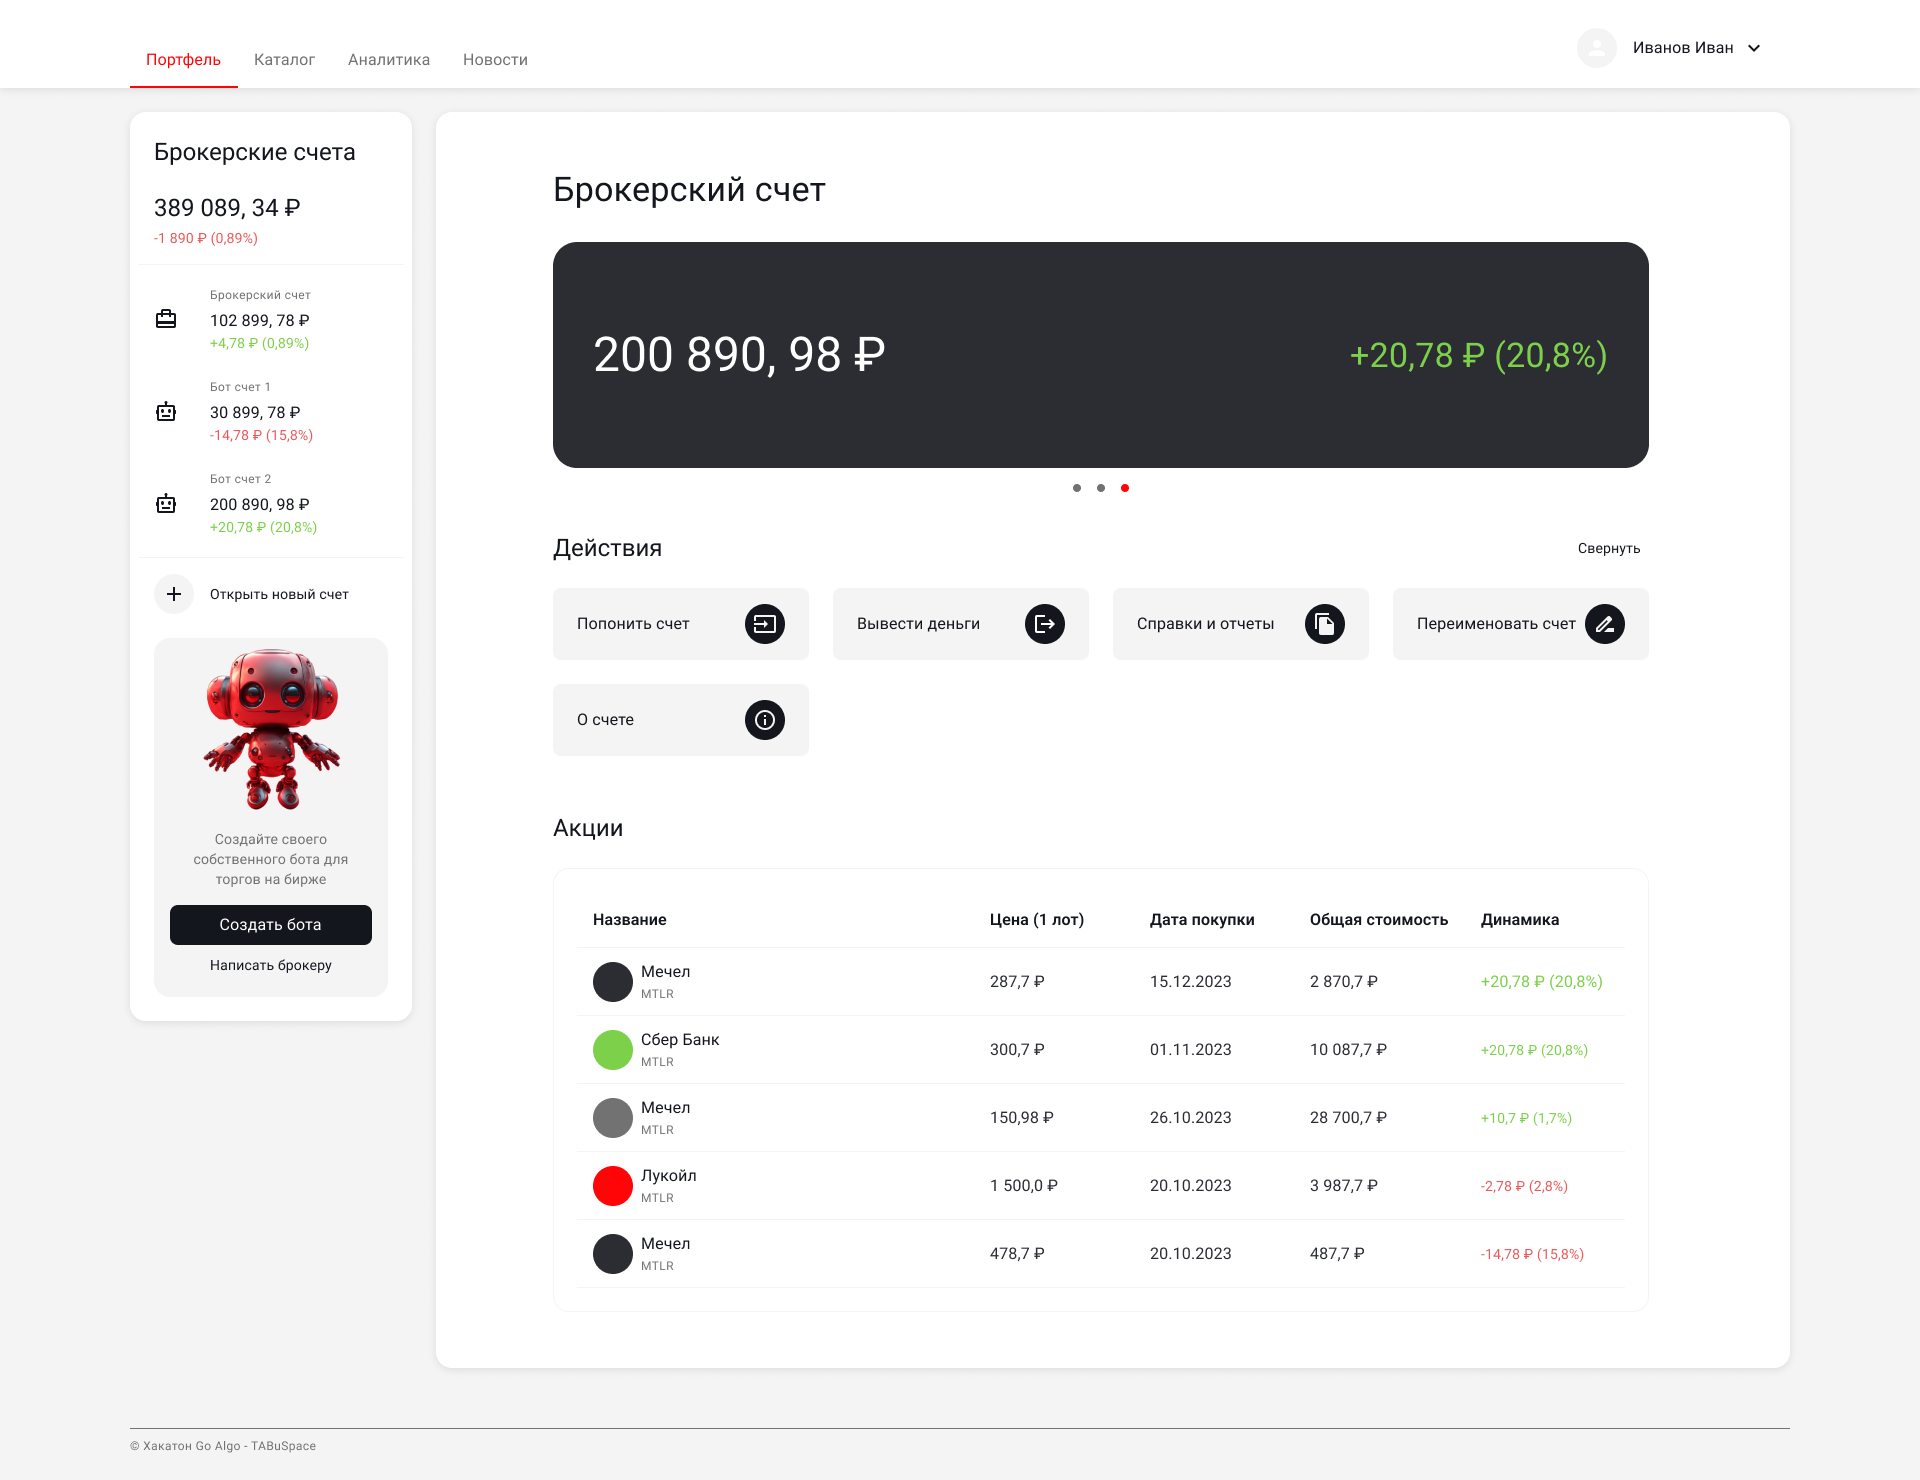 Портфель
Каталог
Аналитика
Новости
Иванов Иван
Брокерские счета
389 089, 34 ₽
-1 890 ₽ (0,89%)
Брокерский счет
102 899, 78 ₽
+4,78 ₽ (0,89%)
Бот счет 1
30 899, 78 ₽
-14,78 ₽ (15,8%)
Бот счет 2
200 890, 98 ₽
+20,78 ₽ (20,8%)
Открыть новый счет
Создайте своего
собственного бота для
торгов на бирже
Создать бота
Написать брокеру
Брокерский счет
200 890, 98 ₽
+20,78 ₽ (20,8%)
Действия
Свернуть
Попонить счет
Вывести деньги
Справки и отчеты
Переименовать счет
О счете
Акции
Название Цена (1 лот) Дата покупки Общая стоимость Динамика
Мечел
MTLR
287,7 ₽ 15.12.2023 2 870,7 ₽ +20,78 ₽ (20,8%)
Сбер Банк
MTLR
300,7 ₽ 01.11.2023 10 087,7 ₽ +20,78 ₽ (20,8%)
Мечел
MTLR
150,98 ₽ 26.10.2023 28 700,7 ₽ +10,7 ₽ (1,7%)
Лукойл
MTLR
1 500,0 ₽ 20.10.2023 3 987,7 ₽ -2,78 ₽ (2,8%)
Мечел
MTLR
478,7 ₽ 20.10.2023 487,7 ₽ -14,78 ₽ (15,8%)
© Хакатон Go Algo - TABuSpace